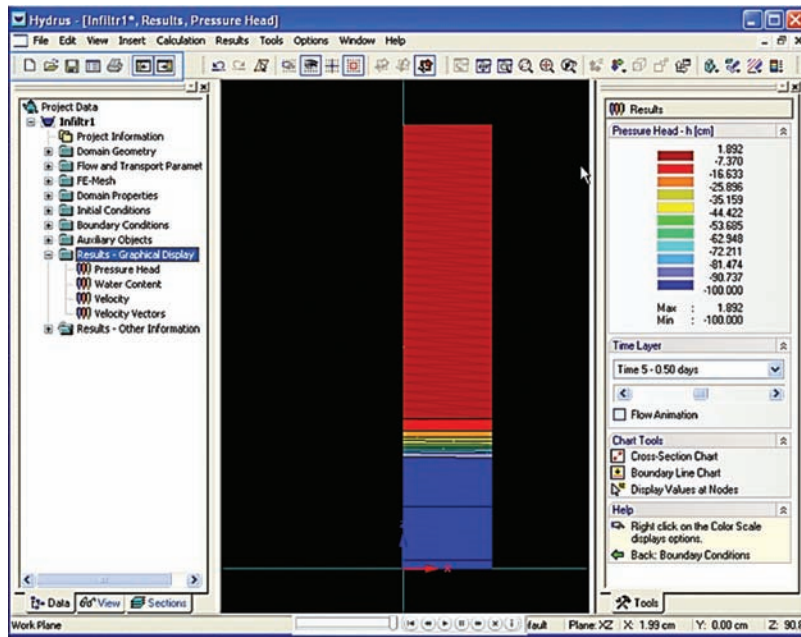 Hydrus - [Infiltr1*, Results, Pressure Head]
File Edit View Insert Calculation Results Tools Options Window Help
Project Data
Infiltr1
Project Information
Domain Geometry
Flow and Transport Paramet
FE-Mesh
Domain Properties
Initial Conditions
Boundary Conditions
Auxiliary Objects
Results - Graphical Display
Pressure Head
Water Content
Velocity
Velocity Vectors
Results - Other Information
Data View Sections
x
Results
Pressure Head - h [cm]
1.892
-7.370
-16.633
-25.896
-35.159
-44.422
-53.685
-62.948
-72.211
-81.474
-90.737
-100.000
Max : 1.892
Min : -100.000
Time Layer
Time 5 - 0.50 days
Flow Animation
Chart Tools
Cross-Section Chart
Boundary Line Chart
Display Values at Nodes
Help
Right click on the Color Scale
displays options.
Back: Boundary Conditions
Tools
Work Plane fault Plane: XZ X: 1.99 cm Y: 0.00 cm Z: 90.8